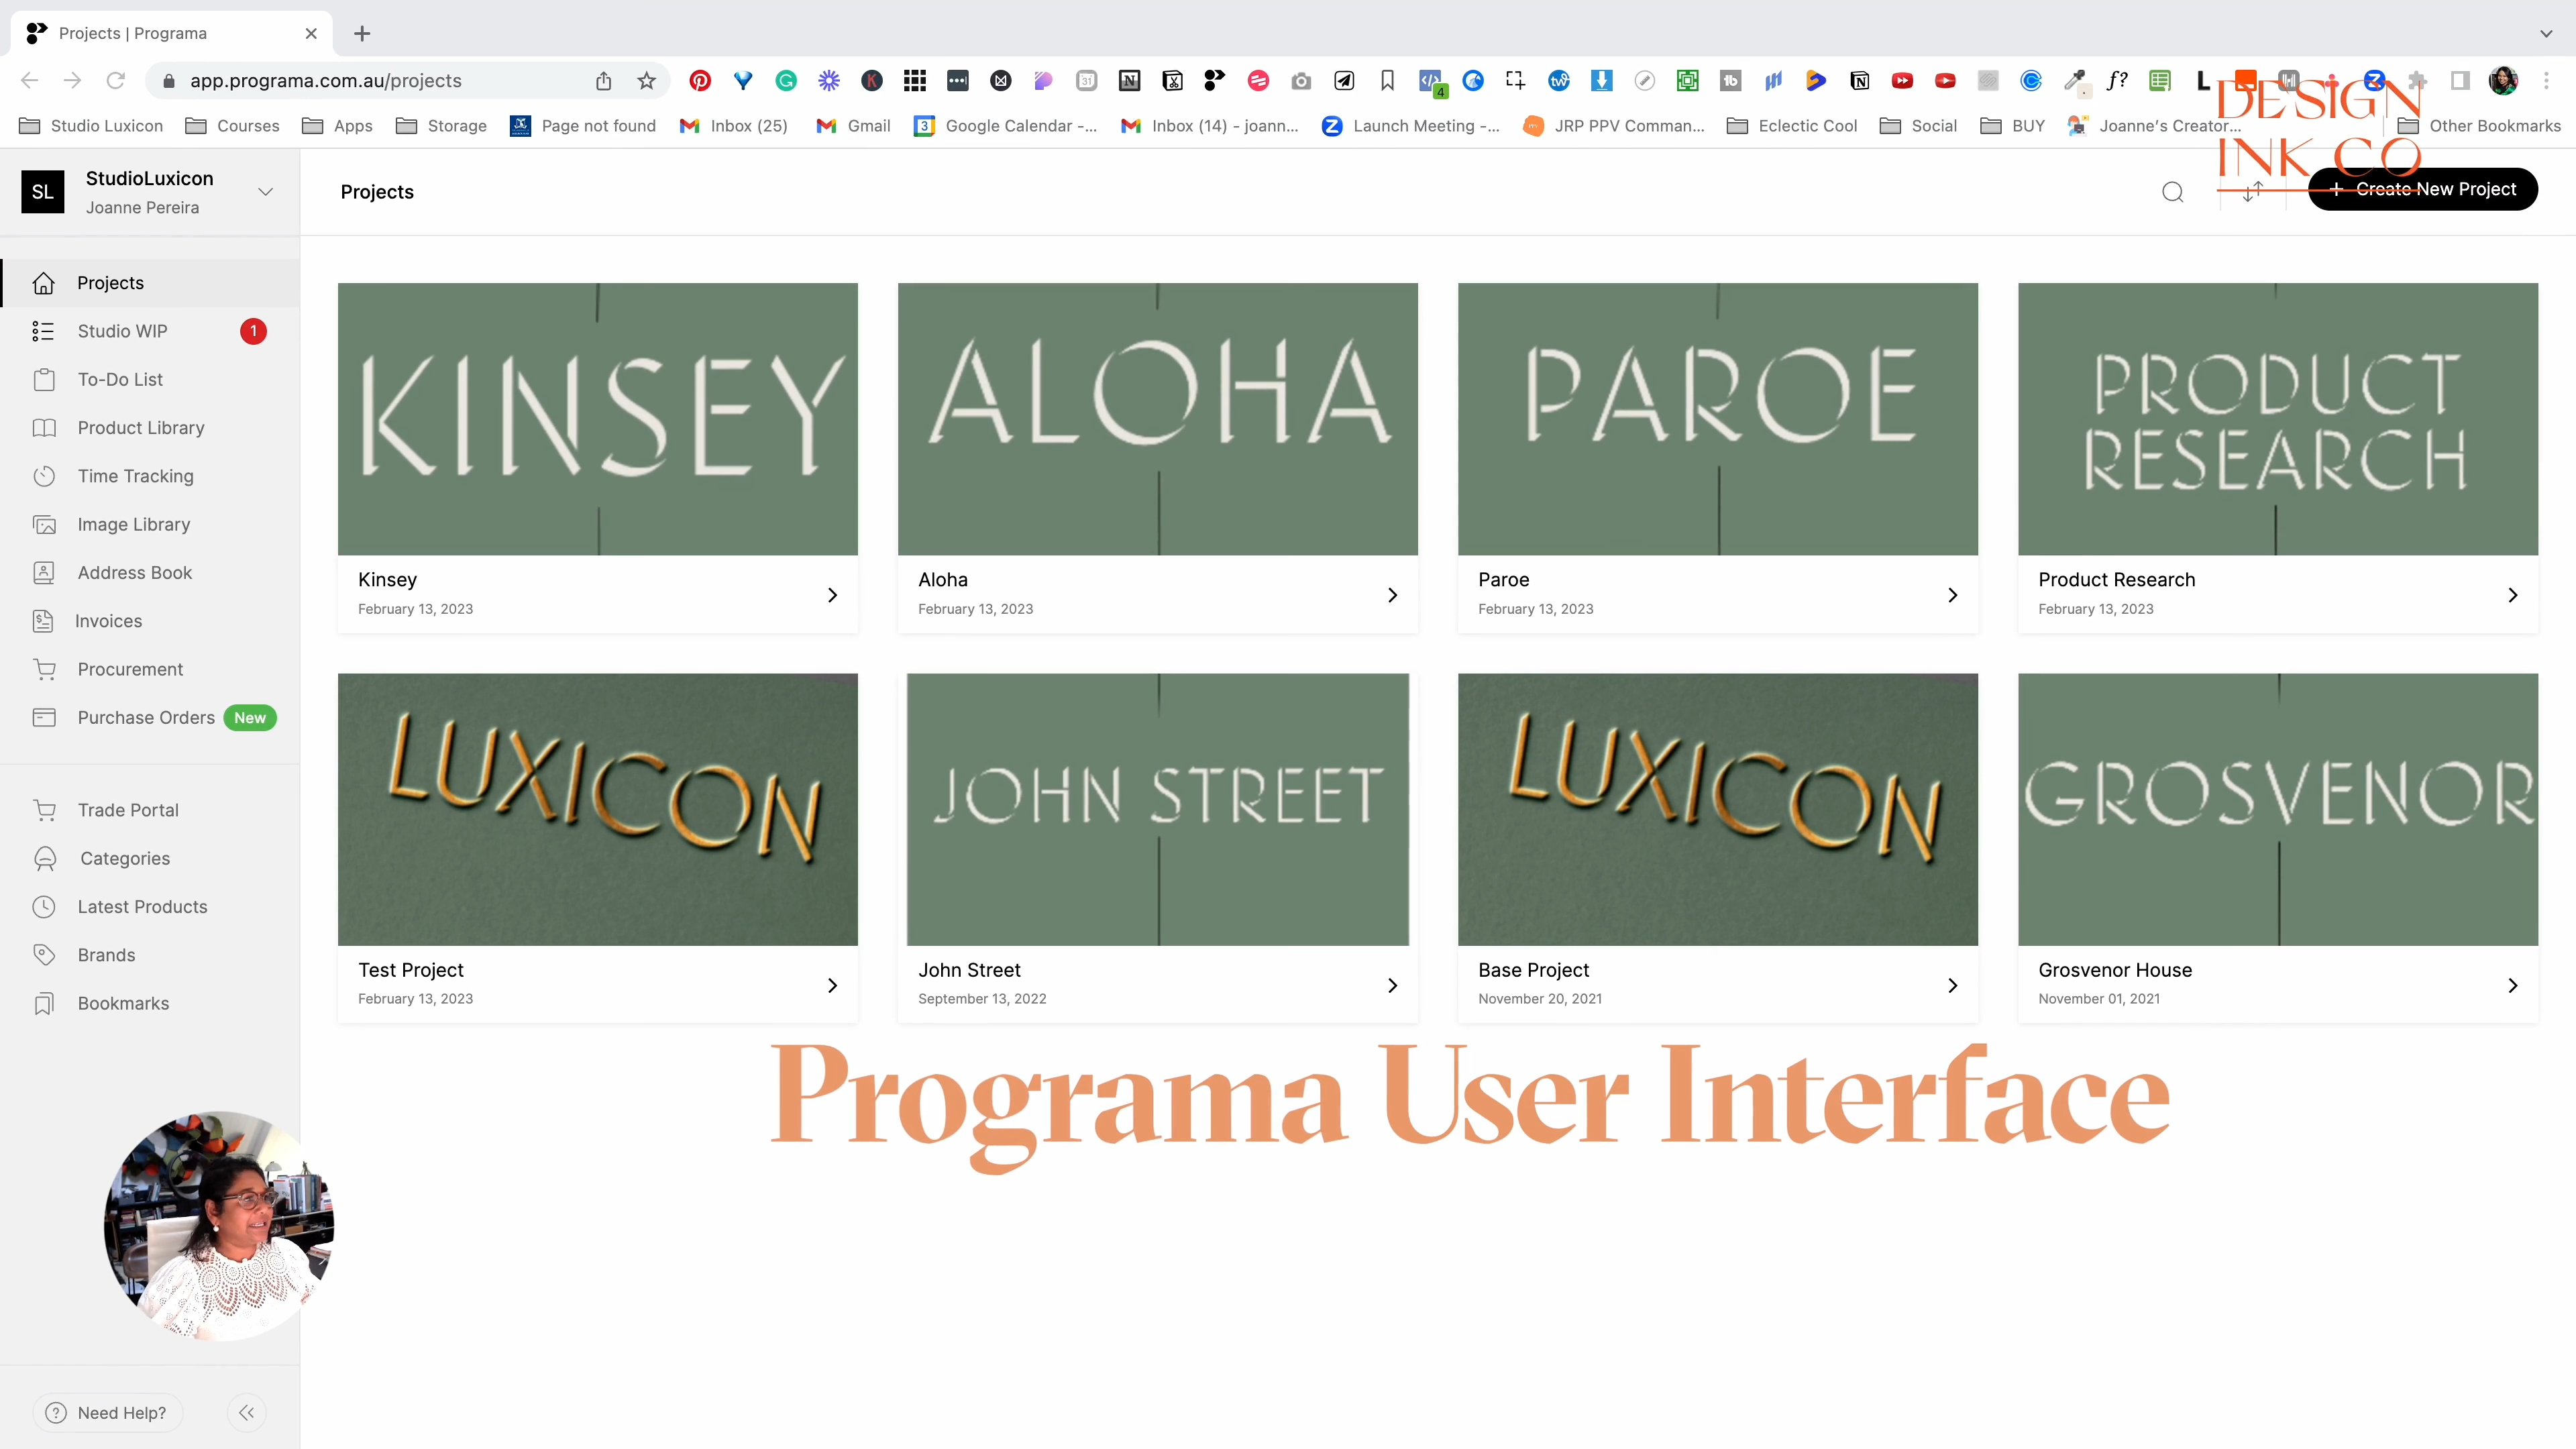 Projects | Programa
app.programa.com.au/projects
31
N
4
tw
1b
N
f?
L
Studio Luxicon
Courses
Apps
Storage
Page not found
Inbox (25)
Gmail
3
Google Calendar -...
Inbox (14) - joann...
Launch Meeting -...
JRP PPV Comman...
Eclectic Cool
Social
BUY
Joanne's Creator...
Other Bookmarks
DESIGN
INK CO
SL
StudioLuxicon
Joanne Pereira
Projects
+ Create New Project
Projects
Studio WIP
1
To-Do List
Product Library
Time Tracking
Image Library
Address Book
Invoices
Procurement
Purchase Orders
New
Trade Portal
Categories
Latest Products
Brands
Bookmarks
Need Help?
KINSEY
Kinsey
February 13, 2023
ALOHA
Aloha
February 13, 2023
PAROE
Paroe
February 13, 2023
PRODUCT
RESEARCH
Product Research
February 13, 2023
LUXICON
Test Project
February 13, 2023
JOHN STREET
John Street
September 13, 2022
LUXICON
Base Project
November 20, 2021
GROSVENOR
Grosvenor House
November 01, 2021
Programa User Interface